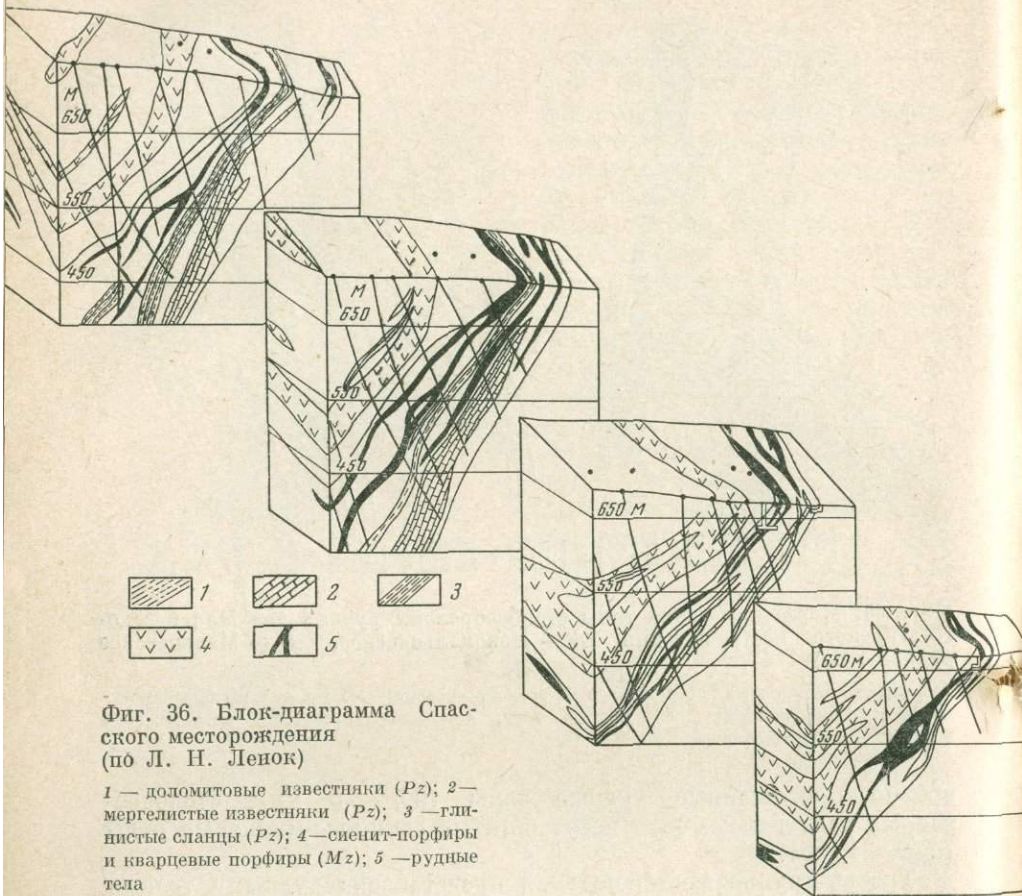 М
650
550
450
М
650
550
450
650 М
550
450
650 м
550
450
1
2
3
4
5
Фиг. 36. Блок-диаграмма Спас-
ского месторождения
(по Л. Н. Ленок)
1 — доломитовые известняки (Pz); 2—
мергелистые известняки (Pz); 3 —гли-
нистые сланцы (Pz); 4—сиенит-порфиры
и кварцевые порфиры (Mz); 5 —рудные
тела